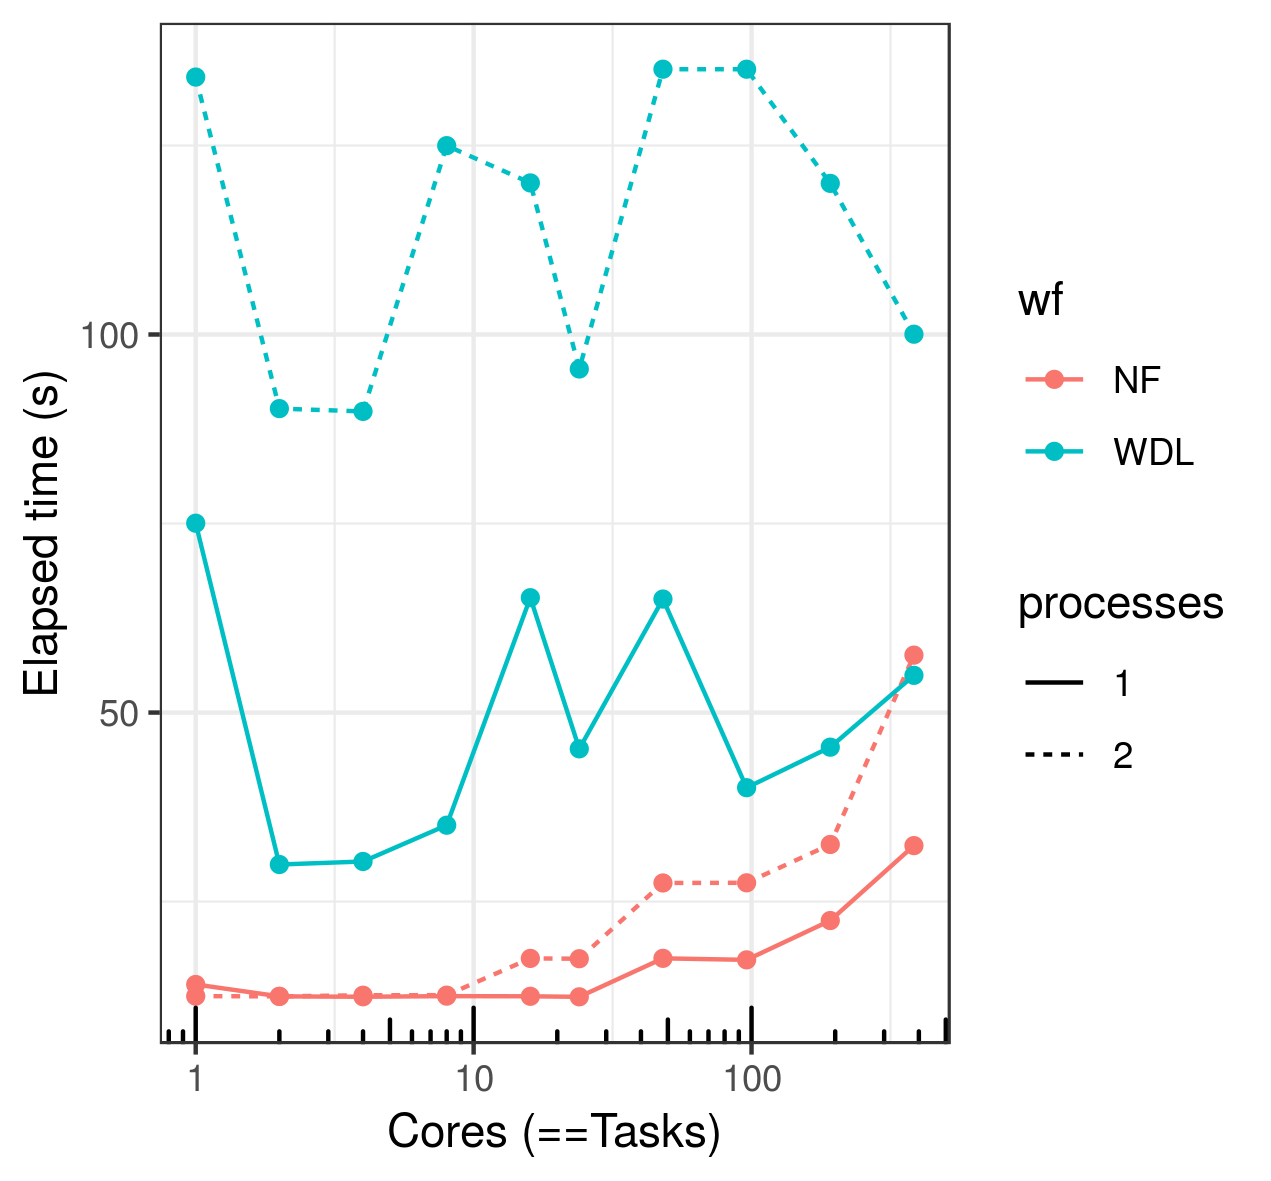 Elapsed time (s)
100
50
1
10
100
Cores (==Tasks)
wf
NF
WDL
processes
1
2